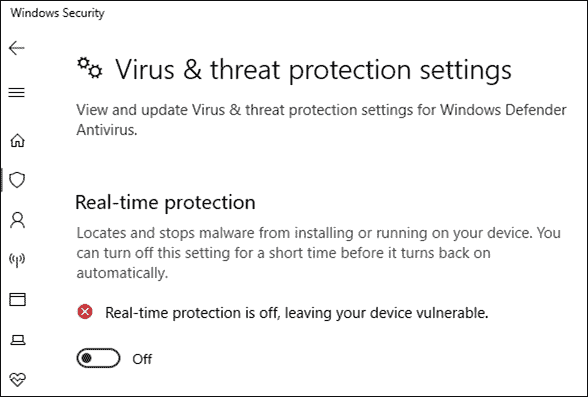 Windows Security
Virus & threat protection settings
View and update Virus & threat protection settings for Windows Defender
Antivirus.
Real-time protection
Locates and stops malware from installing or running on your device. You
can turn off this setting for a short time before it turns back on
automatically.
Real-time protection is off, leaving your device vulnerable.
Off